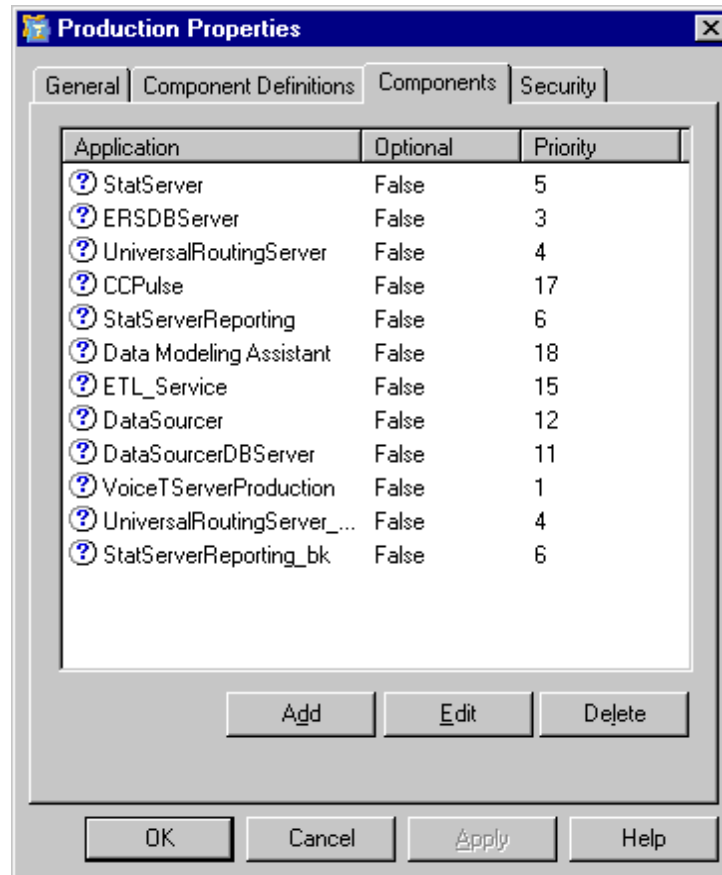 Production Properties
General Component Definitions Components Security
Application Optional Priority
StatServer False 5
ERSDBServer False 3
UniversalRoutingServer False 4
CCPulse False 17
StatServerReporting False 6
Data Modeling Assistant False 18
ETL_Service False 15
DataSourcer False 12
DataSourcerDBServer False 11
VoiceTServerProduction False 1
UniversalRoutingServer_... False 4
StatServerReporting_bk False 6
Add Edit Delete
OK Cancel Apply Help